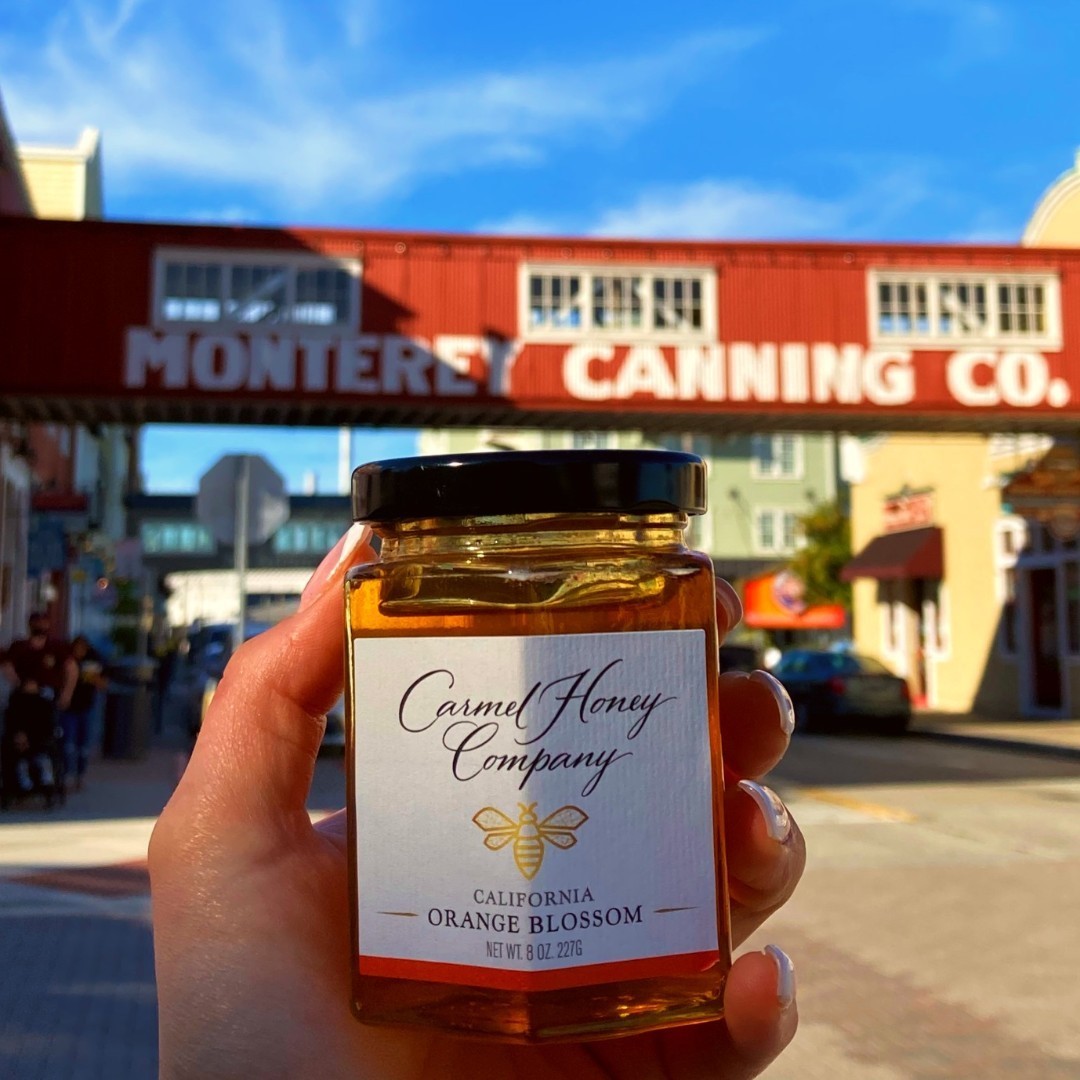 MONTEREY CANNING CO.
Carmel Honey
Company
CALIFORNIA
ORANGE BLOSSOM
NET WT. 8 OZ. 227G